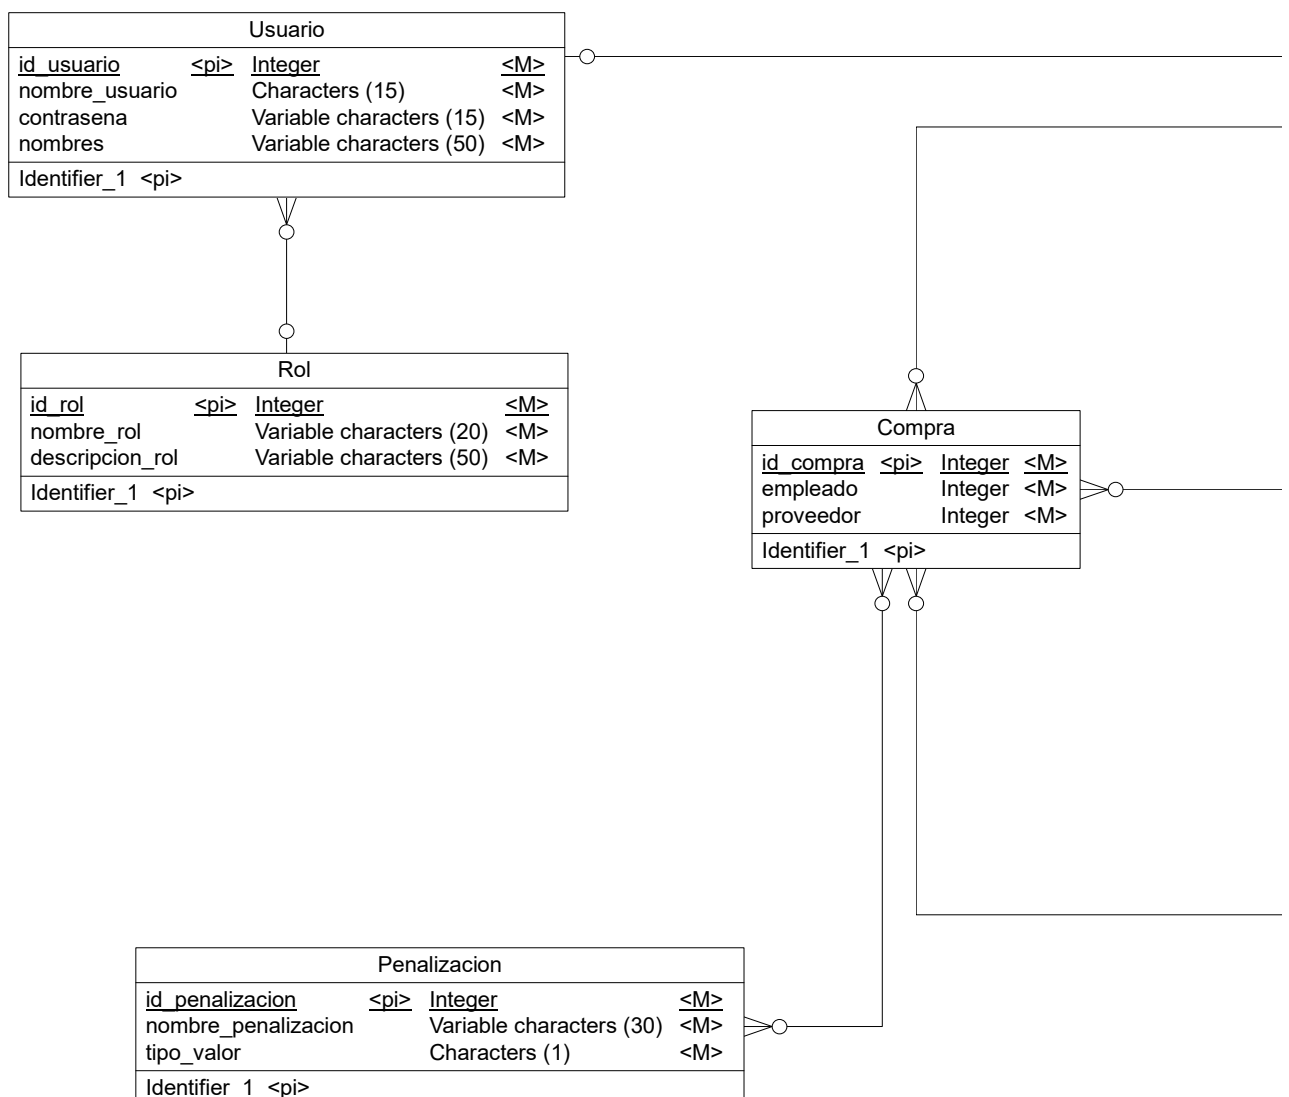 Usuario
id_usuario <pi> Integer <M>
nombre_usuario Characters (15) <M>
contrasena Variable characters (15) <M>
nombres Variable characters (50) <M>
Identifier_1 <pi>
Rol
id_rol <pi> Integer <M>
nombre_rol Variable characters (20) <M>
descripcion_rol Variable characters (50) <M>
Identifier_1 <pi>
Compra
id_compra <pi> Integer <M>
empleado Integer <M>
proveedor Integer <M>
Identifier_1 <pi>
Penalizacion
id_penalizacion <pi> Integer <M>
nombre_penalizacion Variable characters (30) <M>
tipo_valor Characters (1) <M>
Identifier_1 <pi>